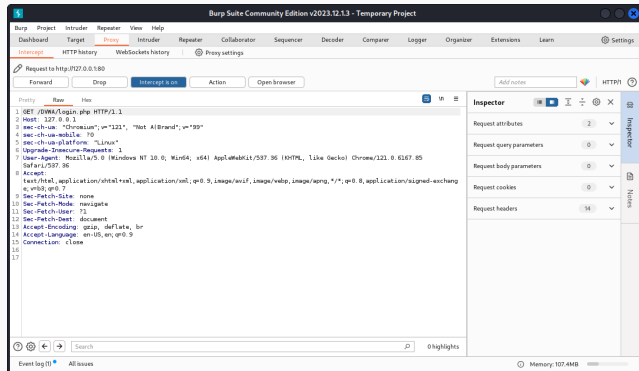 Burp Suite Community Edition v2023.12.1.3 - Temporary Project
Burp Project Intruder Repeater View Help
Dashboard Target Proxy Intruder Repeater Collaborator Sequencer Decoder Comparer Logger Organizer Extensions Learn Settings
Intercept HTTP history WebSockets history Proxy settings
Request to http://127.0.0.1:80
Forward Drop Intercept is on Action Open browser Add notes HTTP/1
Pretty Raw Hex \n
Inspector
1 GET /DVWA/login.php HTTP/1.1
2 Host: 127.0.0.1
3 sec-ch-ua: "Chromium";v="121", "Not A(Brand";v="99"
4 sec-ch-ua-mobile: ?0
5 sec-ch-ua-platform: "Linux"
6 Upgrade-Insecure-Requests: 1
7 User-Agent: Mozilla/5.0 (Windows NT 10.0; Win64; x64) AppleWebKit/537.36 (KHTML, like Gecko) Chrome/121.0.6167.85
Safari/537.36
8 Accept:
text/html,application/xhtml+xml,application/xml;q=0.9,image/avif,image/webp,image/apng,*/*;q=0.8,application/signed-exchang
e;v=b3;q=0.7
9 Sec-Fetch-Site: none
10 Sec-Fetch-Mode: navigate
11 Sec-Fetch-User: ?1
12 Sec-Fetch-Dest: document
13 Accept-Encoding: gzip, deflate, br
14 Accept-Language: en-US,en;q=0.9
15 Connection: close
16
17
Request attributes 2
Request query parameters 0
Request body parameters 0
Request cookies 0
Request headers 14
Inspector
Notes
Search 0 highlights
Event log (1) All issues Memory: 107.4MB